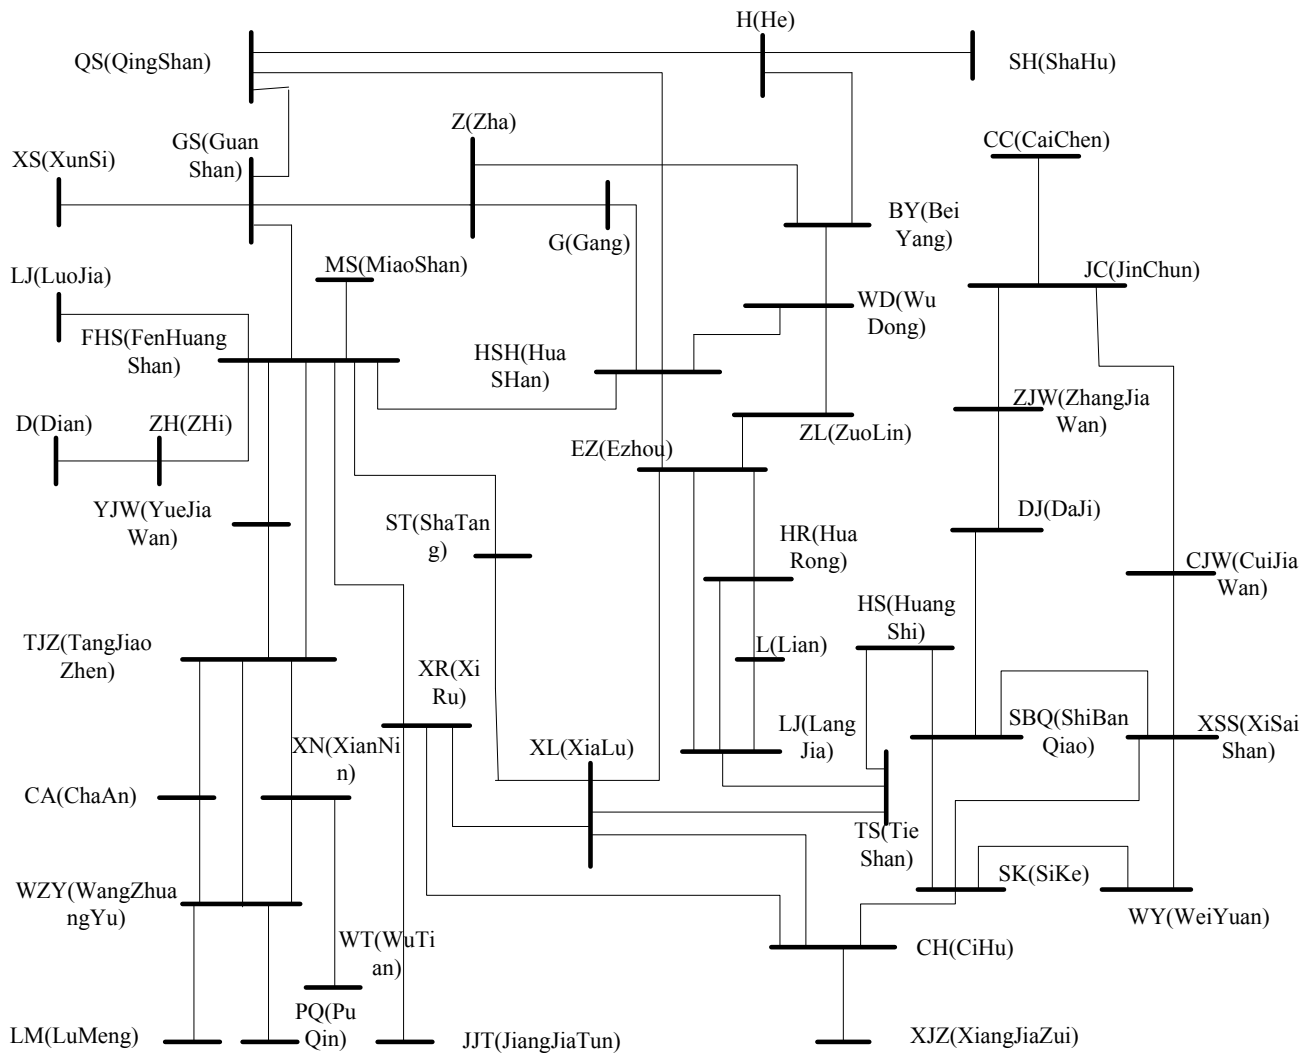 H(He)
QS(QingShan)
SH(ShaHu)
Z(Zha)
GS(Guan
Shan)
CC(CaiChen)
XS(XunSi)
BY(Bei
Yang)
G(Gang)
MS(MiaoShan)
LJ(LuoJia)
JC(JinChun)
WD(Wu
Dong)
FHS(FenHuang
Shan)
HSH(Hua
SHan)
ZJW(ZhangJia
Wan)
D(Dian)
ZH(ZHi)
ZL(ZuoLin)
EZ(Ezhou)
YJW(YueJia
Wan)
ST(ShaTan
g)
DJ(DaJi)
HR(Hua
Rong)
CJW(CuiJia
Wan)
HS(Huang
Shi)
TJZ(TangJiao
Zhen)
L(Lian)
XR(Xi
Ru)
SBQ(ShiBan
Qiao)
XSS(XiSai
Shan)
LJ(Lang
Jia)
XN(XianNi
n)
XL(XiaLu)
CA(ChaAn)
TS(Tie
Shan)
SK(SiKe)
WZY(WangZhua
ngYu)
WY(WeiYuan)
WT(WuTi
an)
CH(CiHu)
PQ(Pu
Qin)
LM(LuMeng)
JJT(JiangJiaTun)
XJZ(XiangJiaZui)